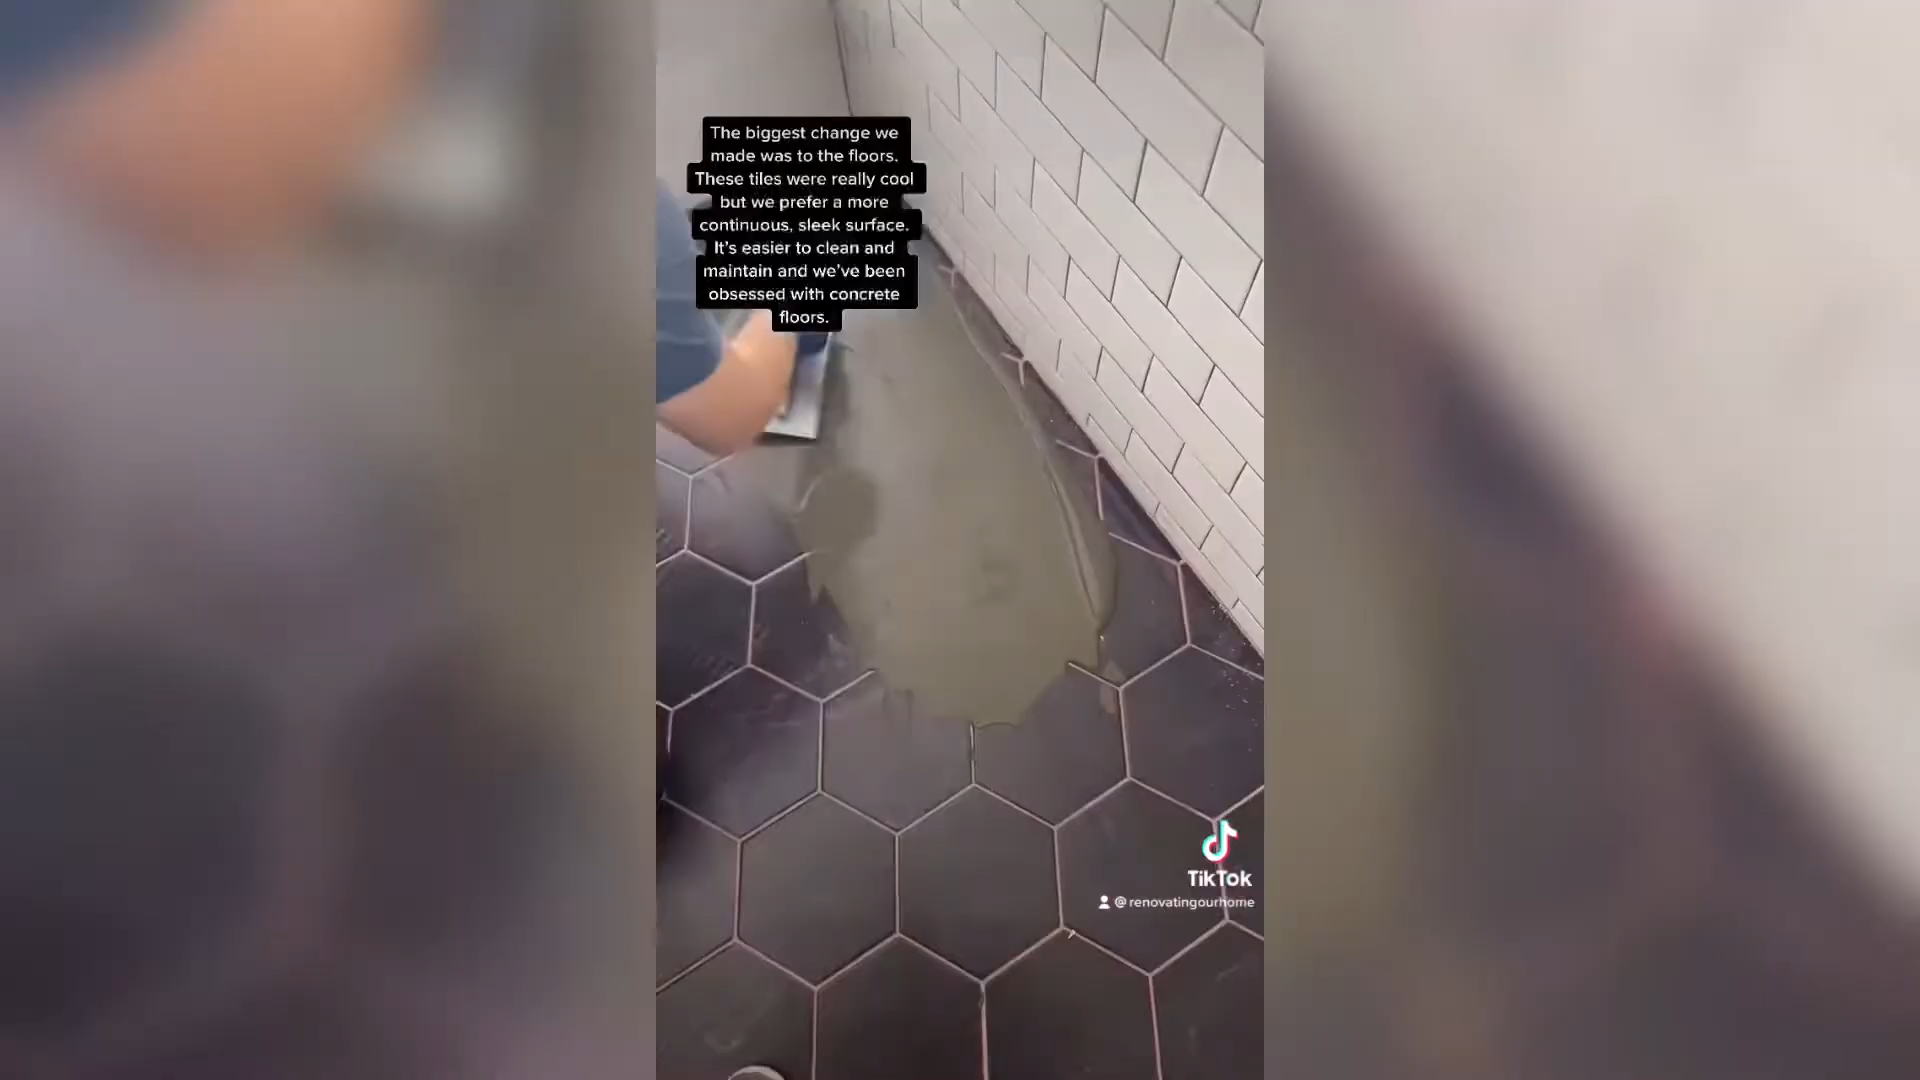 The biggest change we
made was to the floors.
These tiles were really cool
but we prefer a more
continuous, sleek surface.
It's easier to clean and
maintain and we've been
obsessed with concrete
floors.
TikTok
@renovatingourhome